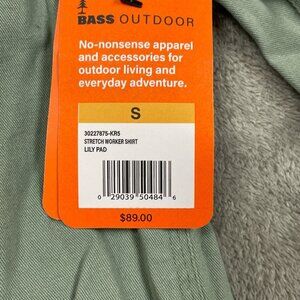 BASS OUTDOOR
No-nonsense apparel
and accessories for
outdoor living and
everyday adventure.
S
30227875-KR5
STRETCH WORKER SHIRT
LILY PAD
0 29039 50484 6
$89.00